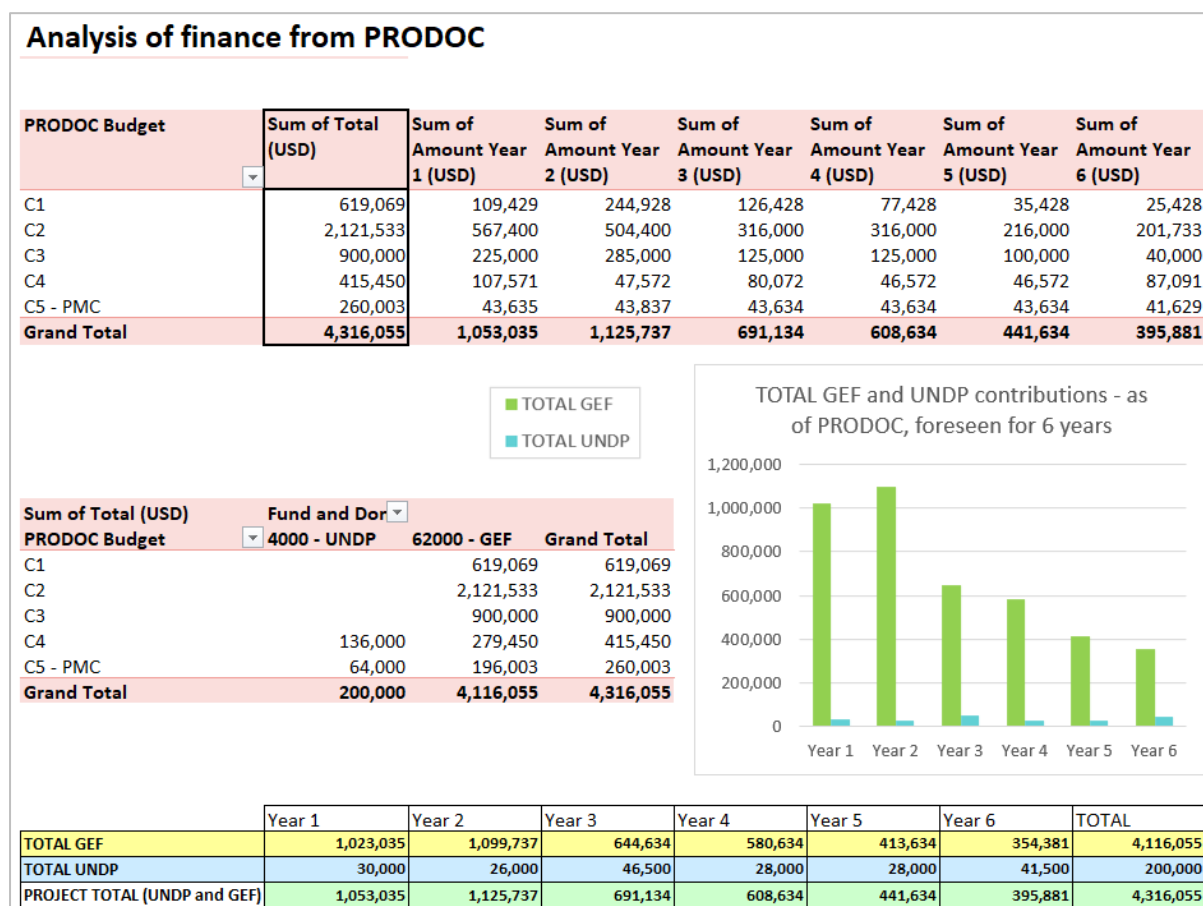 Analysis of finance from PRODOC
PRODOC Budget Sum of Total (USD) Sum of Amount Year 1 (USD) Sum of Amount Year 2 (USD) Sum of Amount Year 3 (USD) Sum of Amount Year 4 (USD) Sum of Amount Year 5 (USD) Sum of Amount Year 6 (USD)
C1 619,069 109,429 244,928 126,428 77,428 35,428 25,428
C2 2,121,533 567,400 504,400 316,000 316,000 216,000 201,733
C3 900,000 225,000 285,000 125,000 125,000 100,000 40,000
C4 415,450 107,571 47,572 80,072 46,572 46,572 87,091
C5 - PMC 260,003 43,635 43,837 43,634 43,634 43,634 41,629
Grand Total 4,316,055 1,053,035 1,125,737 691,134 608,634 441,634 395,881
TOTAL GEF
TOTAL UNDP
TOTAL GEF and UNDP contributions - as
of PRODOC, foreseen for 6 years
1,200,000
1,000,000
800,000
600,000
400,000
200,000
0
Year 1 Year 2 Year 3 Year 4 Year 5 Year 6
Sum of Total (USD) Fund and Dor
PRODOC Budget 4000 - UNDP 62000 - GEF Grand Total
C1 619,069 619,069
C2 2,121,533 2,121,533
C3 900,000 900,000
C4 136,000 279,450 415,450
C5 - PMC 64,000 196,003 260,003
Grand Total 200,000 4,116,055 4,316,055
Year 1 Year 2 Year 3 Year 4 Year 5 Year 6 TOTAL
TOTAL GEF 1,023,035 1,099,737 644,634 580,634 413,634 354,381 4,116,055
TOTAL UNDP 30,000 26,000 46,500 28,000 28,000 41,500 200,000
PROJECT TOTAL (UNDP and GEF) 1,053,035 1,125,737 691,134 608,634 441,634 395,881 4,316,055